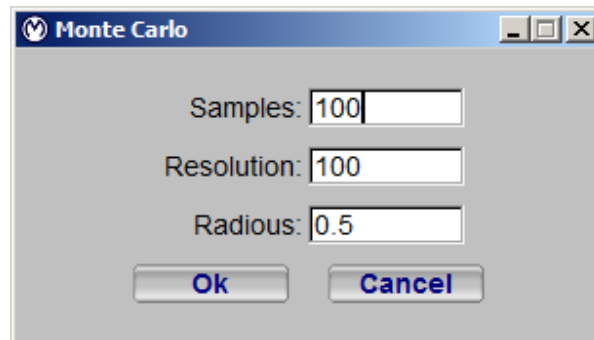 Monte Carlo
Samples: 100
Resolution: 100
Radious: 0.5
Ok Cancel